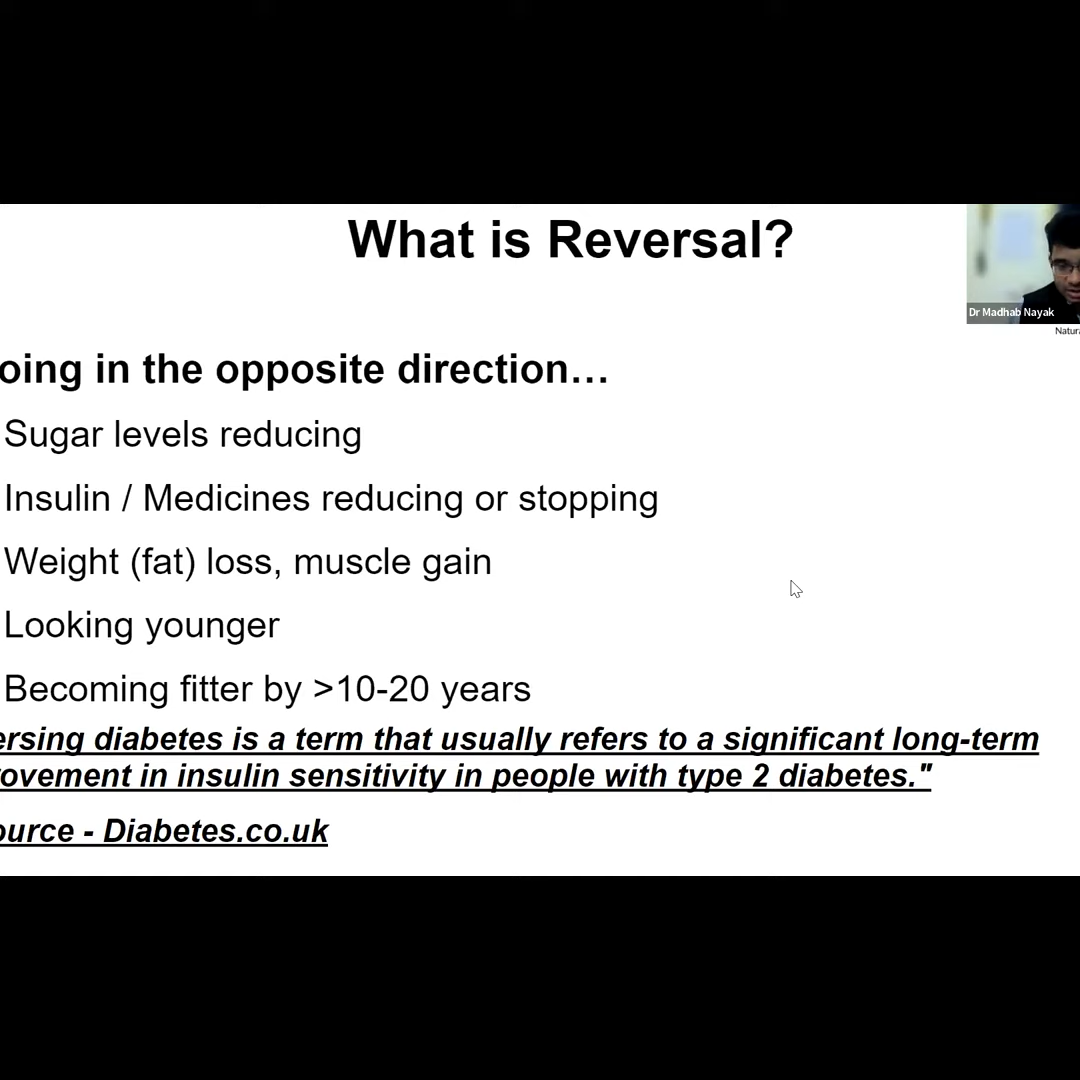 What is Reversal?
Dr Madhab Nayak
Natura
oing in the opposite direction…
Sugar levels reducing
Insulin / Medicines reducing or stopping
Weight (fat) loss, muscle gain
Looking younger
Becoming fitter by >10-20 years
ersing diabetes is a term that usually refers to a significant long-term
ovement in insulin sensitivity in people with type 2 diabetes."
ource - Diabetes.co.uk